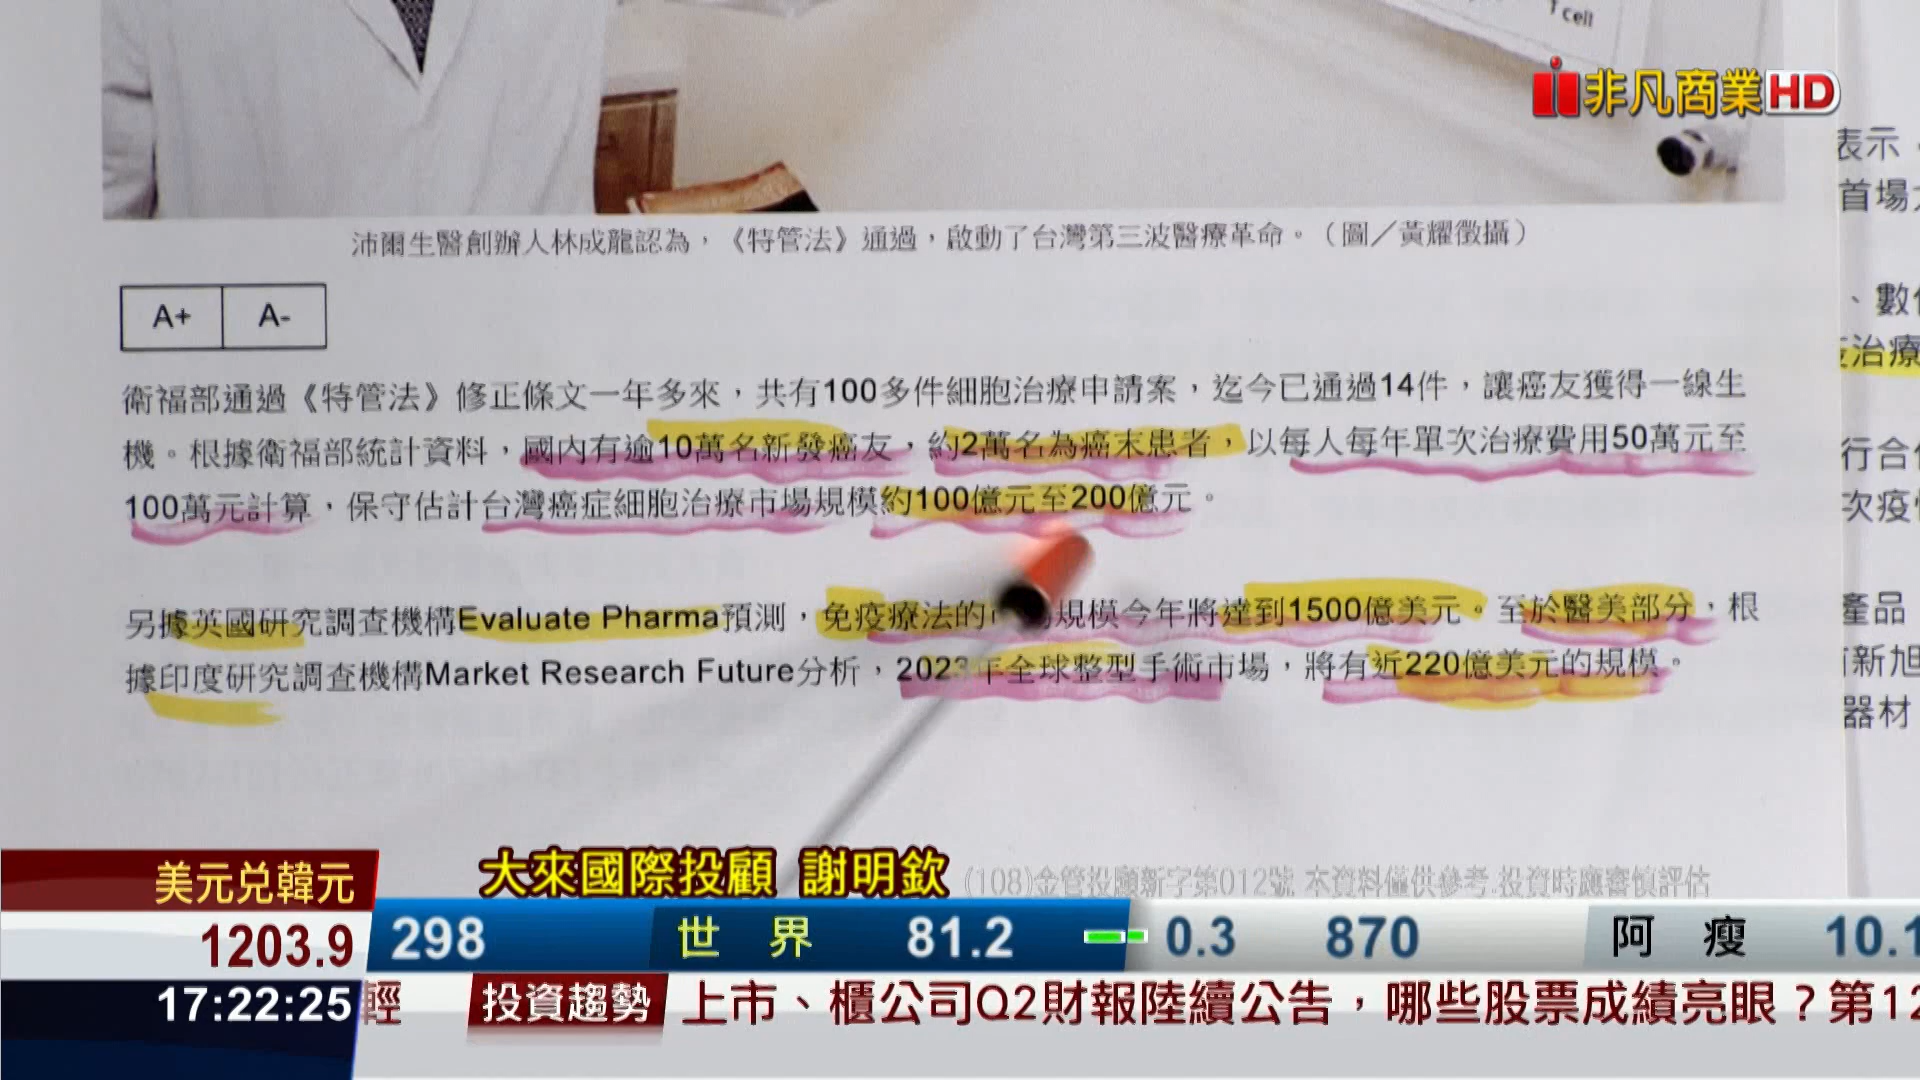 T cell
非凡商業HD
沛爾生醫創辦人林成龍認為，《特管法》通過，啟動了台灣第三波醫療革命。（圖／黃耀徵攝）
A+ A-
衛福部通過《特管法》修正條文一年多來，共有100多件細胞治療申請案，迄今已通過14件，讓癌友獲得一線生
機。根據衛福部統計資料，國內有逾10萬名新發癌友，約2萬名為癌末患者，以每人每年單次治療費用50萬元至
100萬元計算，保守估計台灣癌症細胞治療市場規模約100億元至200億元。
另據英國研究調查機構Evaluate Pharma預測，免疫療法的 規模今年將達到1500億美元。至於醫美部分，根
據印度研究調查機構Market Research Future分析，2023年全球整型手術市場，將有近220億美元的規模。
表示，
首場
、數
治療
行合
次疫
產品
新旭
器材
大來國際投顧 謝明欽
(108)金管投顧新字第012號 本資料僅供參考.投資時應審慎評估
美元兌韓元
1203.9
298 世界 81.2 0.3 870 阿瘦 10.1
17:22:25
輕 投資趨勢 上市、櫃公司Q2財報陸續公告，哪些股票成績亮眼？第12